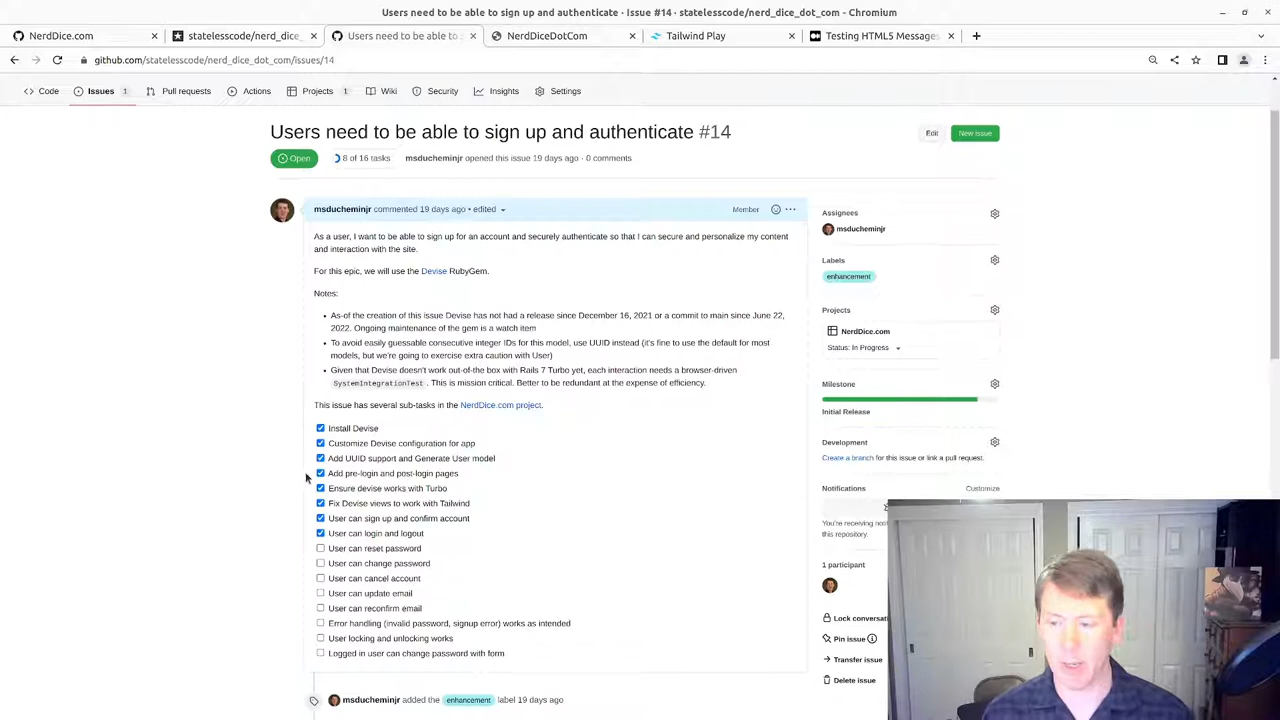 Users need to be able to sign up and authenticate · Issue #14 · statelesscode/nerd_dice_dot_com - Chromium
NerdDice.com
statelesscode/nerd_dice_
Users need to be able to s
NerdDiceDotCom
Tailwind Play
Testing HTML5 Messages
github.com/statelesscode/nerd_dice_dot_com/issues/14
Code
Issues 1
Pull requests
Actions
Projects 1
Wiki
Security
Insights
Settings
Users need to be able to sign up and authenticate #14
Edit
New issue
Open
8 of 16 tasks
msducheminjr opened this issue 19 days ago · 0 comments
msducheminjr commented 19 days ago • edited
Member
As a user, I want to be able to sign up for an account and securely authenticate so that I can secure and personalize my content
and interaction with the site.
For this epic, we will use the Devise RubyGem.
Notes:
• As-of the creation of this issue Devise has not had a release since December 16, 2021 or a commit to main since June 22,
2022. Ongoing maintenance of the gem is a watch item
• To avoid easily guessable consecutive integer IDs for this model, use UUID instead (it's fine to use the default for most
models, but we're going to exercise extra caution with User)
• Given that Devise doesn't work out-of-the box with Rails 7 Turbo yet, each interaction needs a browser-driven
SystemIntegrationTest. This is mission critical. Better to be redundant at the expense of efficiency.
This issue has several sub-tasks in the NerdDice.com project.
Install Devise
Customize Devise configuration for app
Add UUID support and Generate User model
Add pre-login and post-login pages
Ensure devise works with Turbo
Fix Devise views to work with Tailwind
User can sign up and confirm account
User can login and logout
User can reset password
User can change password
User can cancel account
User can update email
User can reconfirm email
Error handling (invalid password, signup error) works as intended
User locking and unlocking works
Logged in user can change password with form
msducheminjr added the enhancement label 19 days ago
Assignees
msducheminjr
Labels
enhancement
Projects
NerdDice.com
Status: In Progress
Milestone
Initial Release
Development
Create a branch for this issue or link a pull request.
Notifications
Customize
You're receiving not
this repository.
1 participant
Lock conversati
Pin issue
Transfer issue
Delete issue